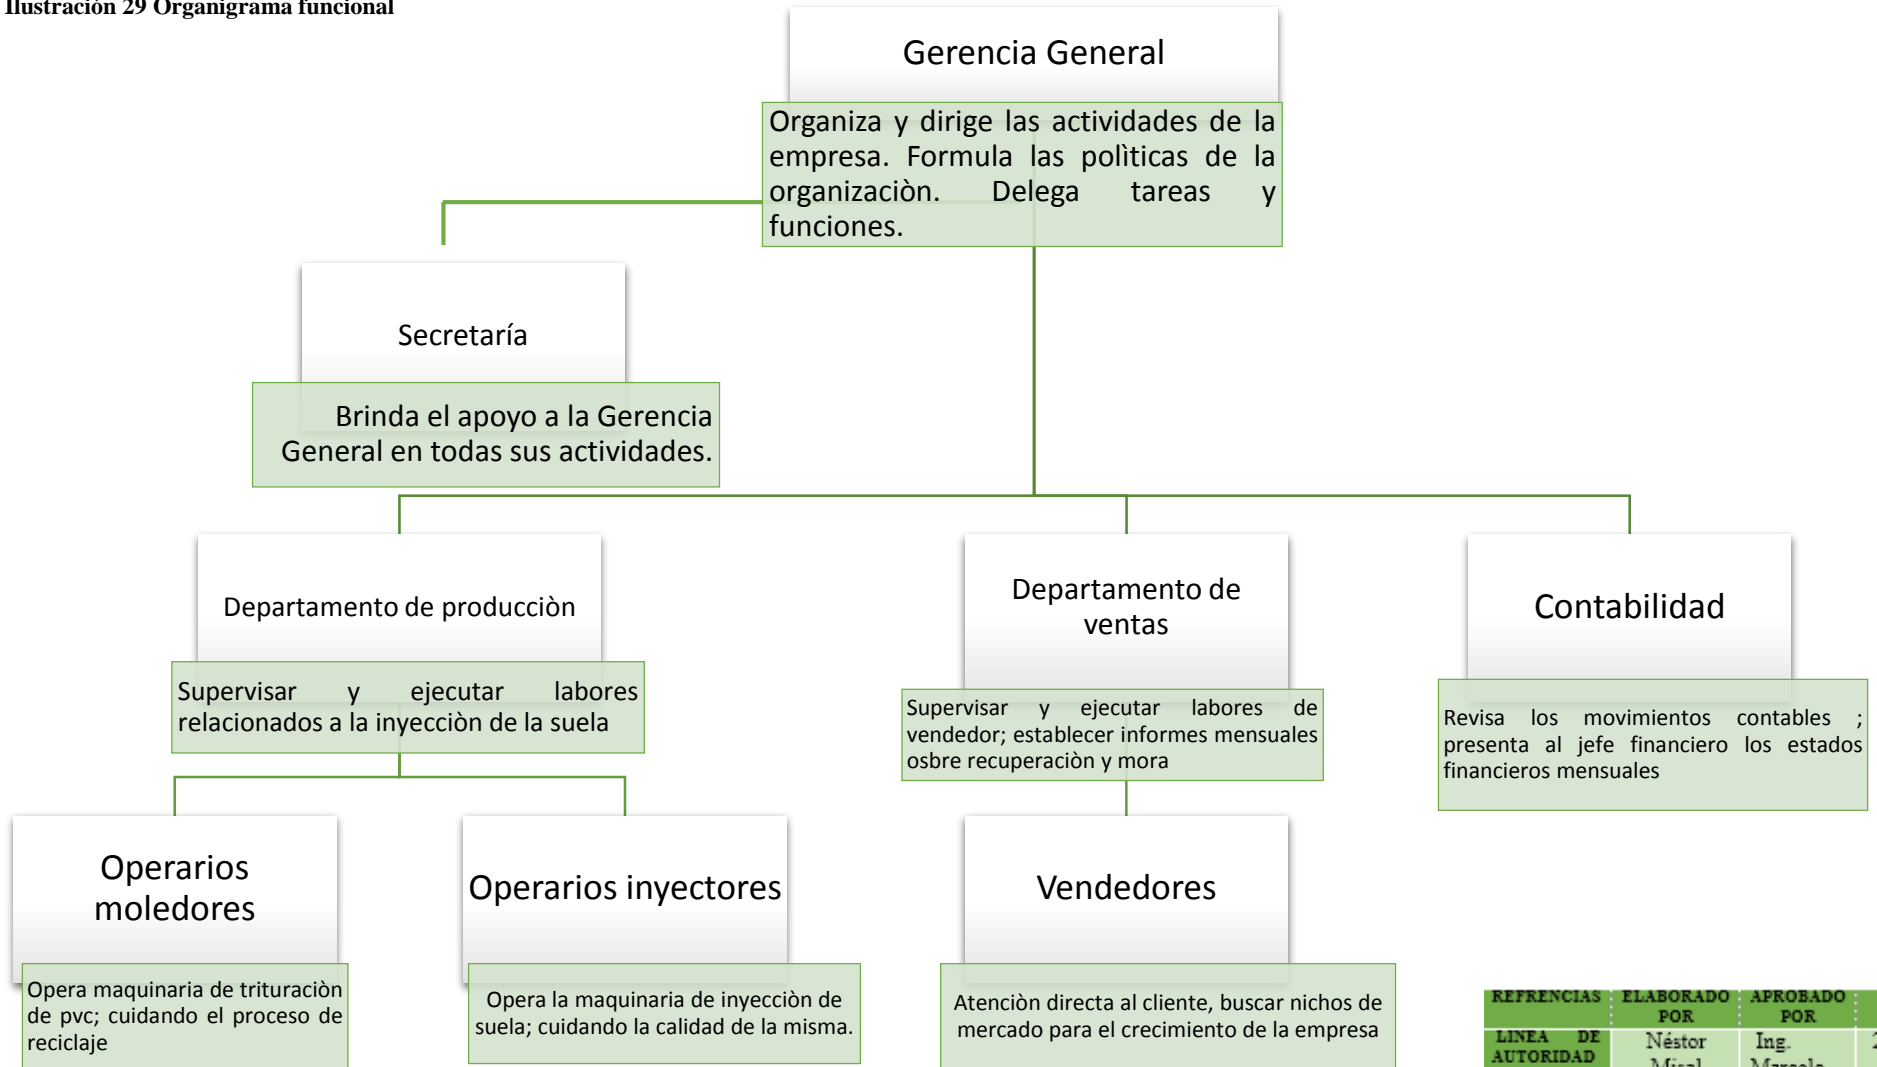 Ilustración 29 Organigrama funcional
Gerencia General
Organiza y dirige las actividades de la
empresa. Formula las polìticas de la
organizaciòn. Delega tareas y
funciones.
Secretaría
Brinda el apoyo a la Gerencia
General en todas sus actividades.
Departamento de producciòn
Supervisar y ejecutar labores
relacionados a la inyecciòn de la suela
Departamento de
ventas
Supervisar y ejecutar labores de
vendedor; establecer informes mensuales
osbre recuperaciòn y mora
Contabilidad
Revisa los movimientos contables ;
presenta al jefe financiero los estados
financieros mensuales
Operarios
moledores
Opera maquinaria de trituraciòn
de pvc; cuidando el proceso de
reciclaje
Operarios inyectores
Opera la maquinaria de inyecciòn de
suela; cuidando la calidad de la misma.
Vendedores
Atenciòn directa al cliente, buscar nichos de
mercado para el crecimiento de la empresa
REFRENCIAS ELABORADO APROBADO
POR POR
LINEA DE Néstor Ing.
AUTORIDAD